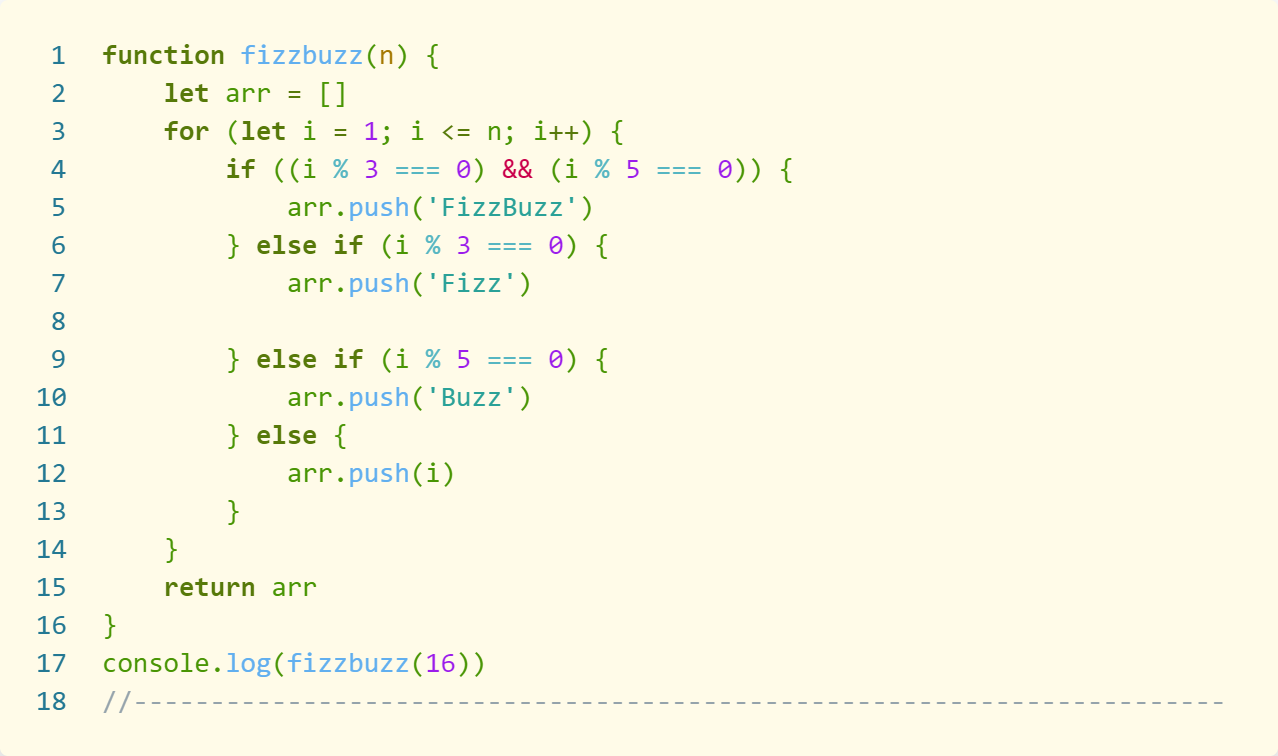 1 function fizzbuzz(n) {
2     let arr = []
3     for (let i = 1; i <= n; i++) {
4         if ((i % 3 === 0) && (i % 5 === 0)) {
5             arr.push('FizzBuzz')
6         } else if (i % 3 === 0) {
7             arr.push('Fizz')
8
9         } else if (i % 5 === 0) {
10             arr.push('Buzz')
11         } else {
12             arr.push(i)
13         }
14     }
15     return arr
16 }
17 console.log(fizzbuzz(16))
18 //-----------------------------------------------------------------------